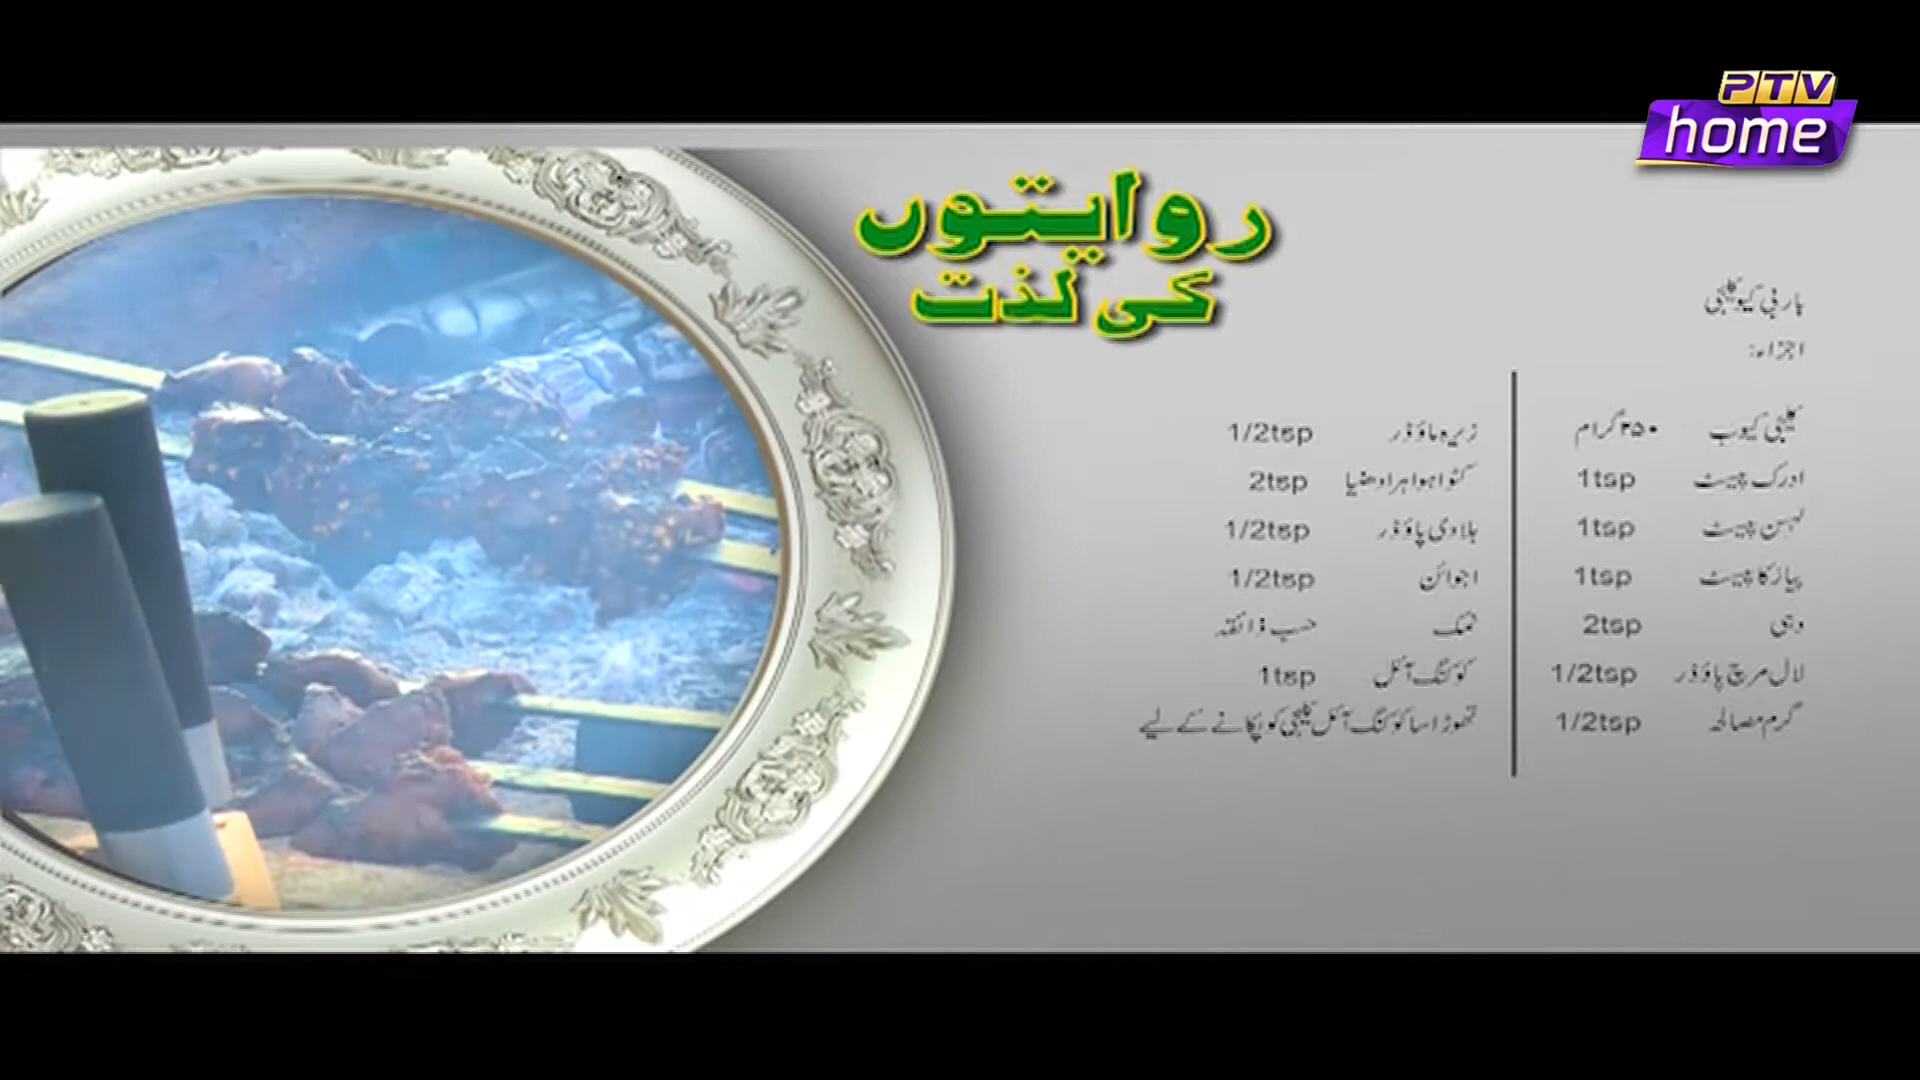 PTV
home
روایتوں
کی لذت
باربی کیو کلیجی
اجزاء:
کلیجی کیوب ۲۵۰ گرام
ادرک پیسٹ 1tsp
لہسن پیسٹ 1tsp
پیاز کا پیسٹ 1tsp
دہی 2tsp
لال مرچ پاؤڈر 1/2tsp
گرم مصالحہ 1/2tsp
زیرہ پاؤڈر 1/2tsp
کٹا ہوا ہرا دھنیا 2tsp
ہلدی پاؤڈر 1/2tsp
اجوائن 1/2tsp
نمک حسب ذائقہ
کوکنگ آئل 1tsp
تھوڑا سا کوکنگ آئل کلیجی کو پکانے کے لیے